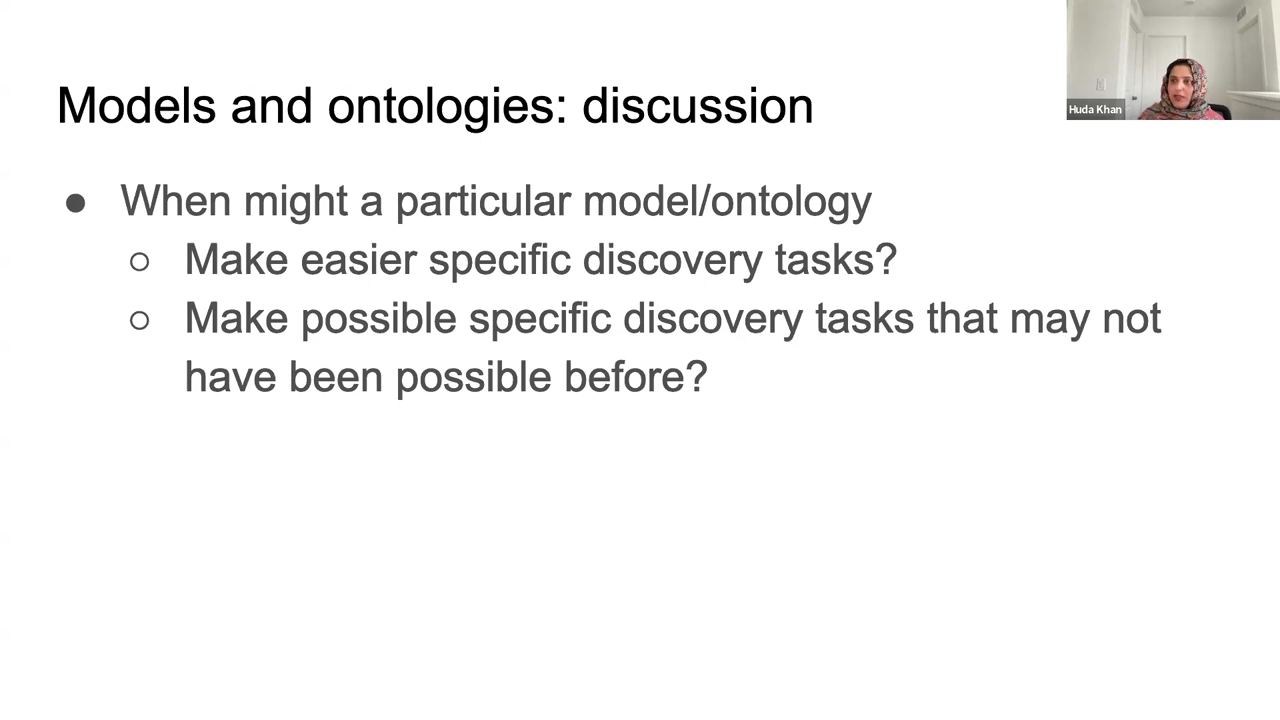 Models and ontologies: discussion
Huda Khan
● When might a particular model/ontology
○ Make easier specific discovery tasks?
○ Make possible specific discovery tasks that may not
have been possible before?